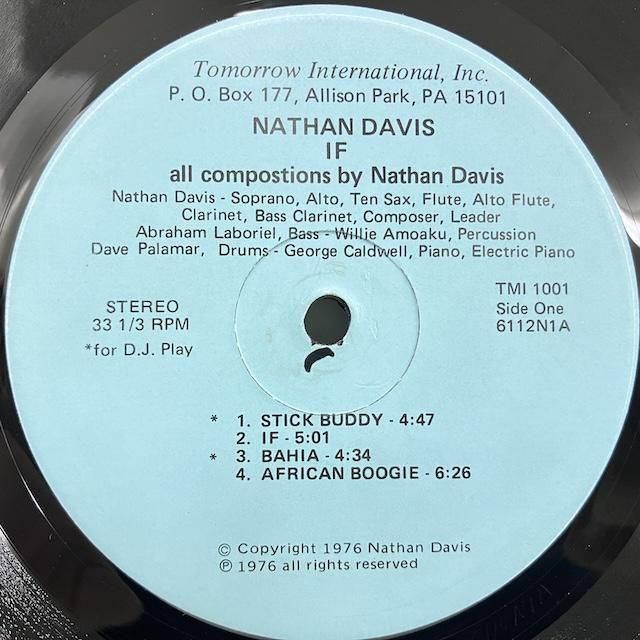 Tomorrow International, Inc.
P. O. Box 177, Allison Park, PA 15101
NATHAN DAVIS
IF
all compostions by Nathan Davis
Nathan Davis - Soprano, Alto, Ten Sax, Flute, Alto Flute,
Clarinet, Bass Clarinet, Composer, Leader
Abraham Laboriel, Bass - Willie Amoaku, Percussion
Dave Palamar, Drums - George Caldwell, Piano, Electric Piano
STEREO
33 1/3 RPM
*for D.J. Play
TMI 1001
Side One
6112N1A
* 1. STICK BUDDY - 4:47
2. IF - 5:01
* 3. BAHIA - 4:34
4. AFRICAN BOOGIE - 6:26
© Copyright 1976 Nathan Davis
℗ 1976 all rights reserved